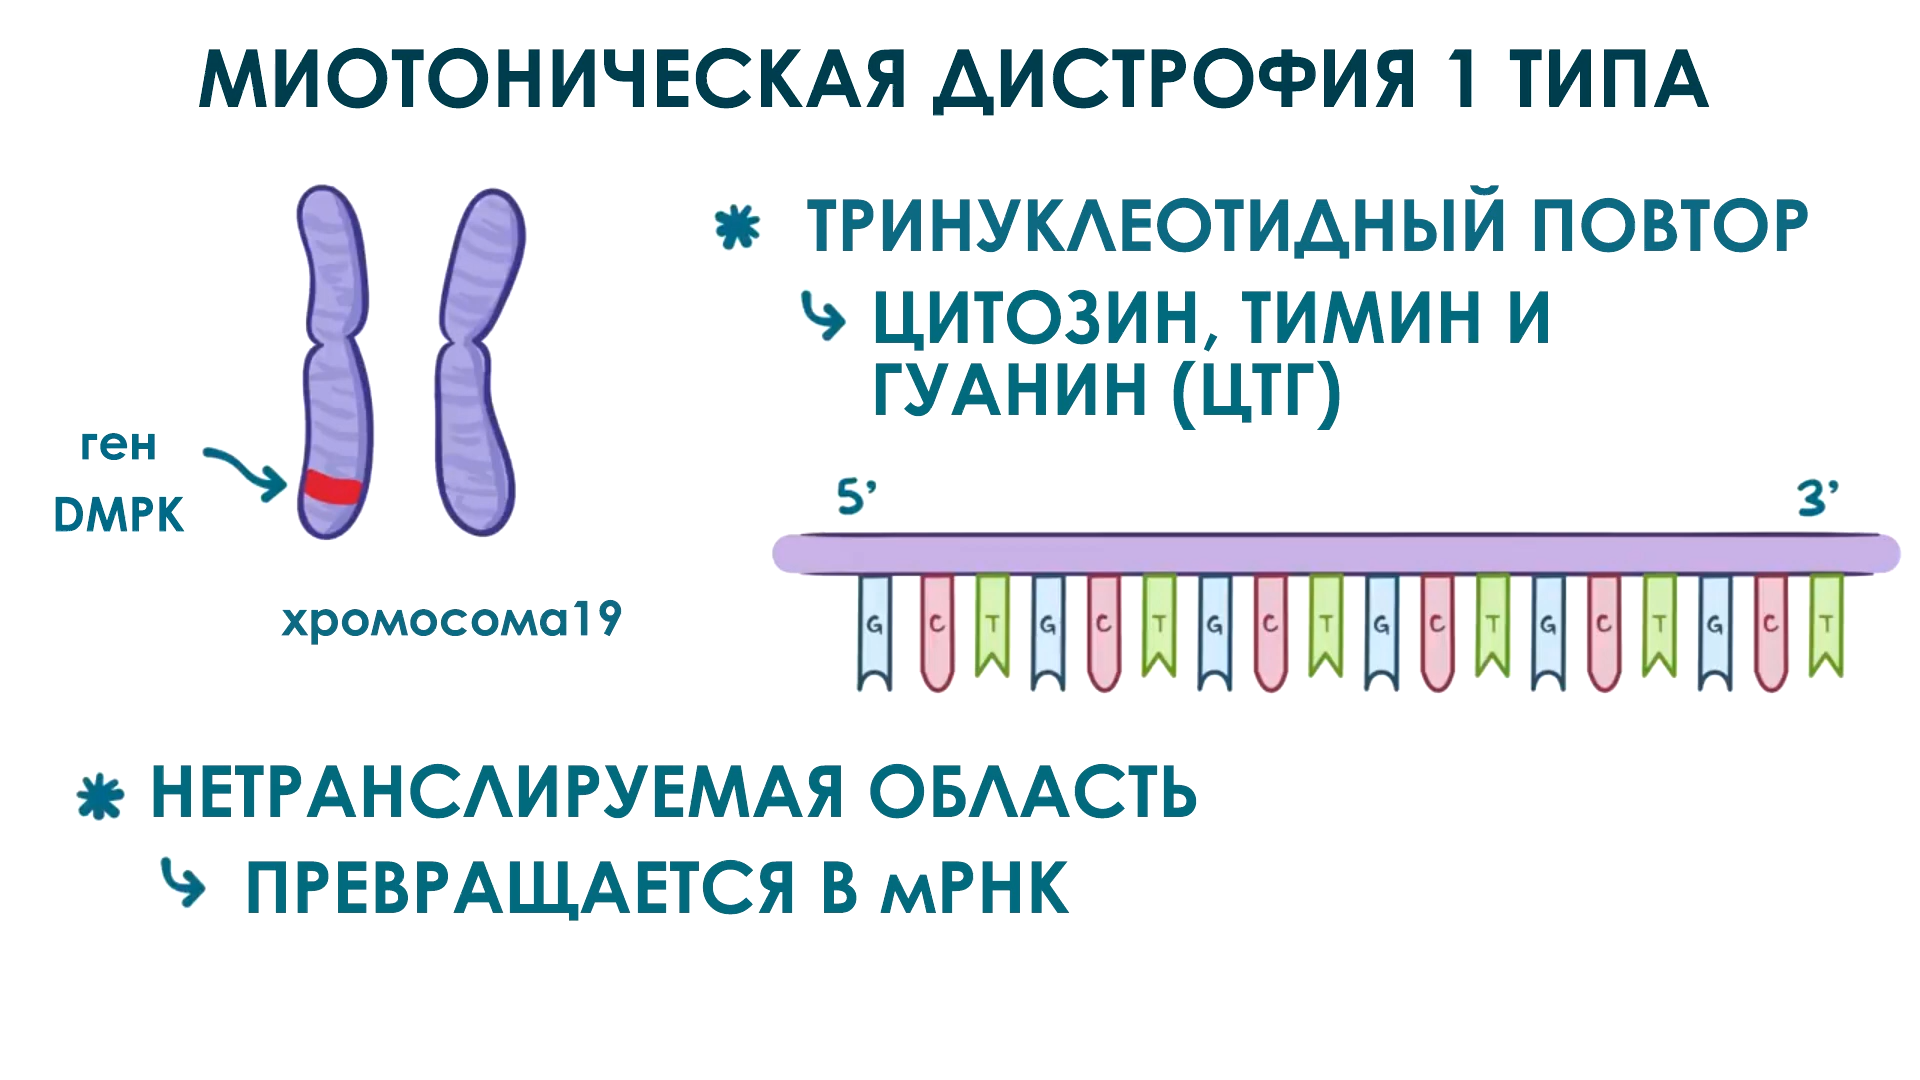 МИОТОНИЧЕСКАЯ ДИСТРОФИЯ 1 ТИПА
* ТРИНУКЛЕОТИДНЫЙ ПОВТОР
ЦИТОЗИН, ТИМИН И
ГУАНИН (ЦТГ)
ген
DMPK
хромосома19
5’ 3’
G C T G C T G C T G C T G C T G C T
* НЕТРАНСЛИРУЕМАЯ ОБЛАСТЬ
ПРЕВРАЩАЕТСЯ В мРНК